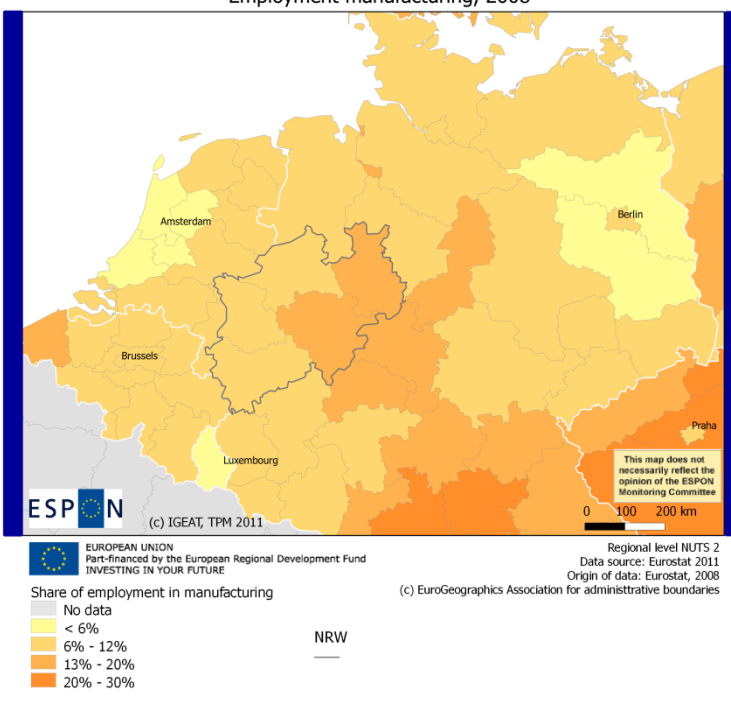 Employment manufacturing, 2008
Amsterdam
Berlin
Brussels
Luxembourg
Praha
This map does not
necessarily reflect the
opinion of the ESPON
Monitoring Committee
ESPON
(c) IGEAT, TPM 2011
0 100 200 km
EUROPEAN UNION
Part-financed by the European Regional Development Fund
INVESTING IN YOUR FUTURE
Regional level NUTS 2
Data source: Eurostat 2011
Origin of data: Eurostat, 2008
(c) EuroGeographics Association for administrative boundaries
Share of employment in manufacturing
No data
< 6%
6% - 12%
13% - 20%
20% - 30%
NRW